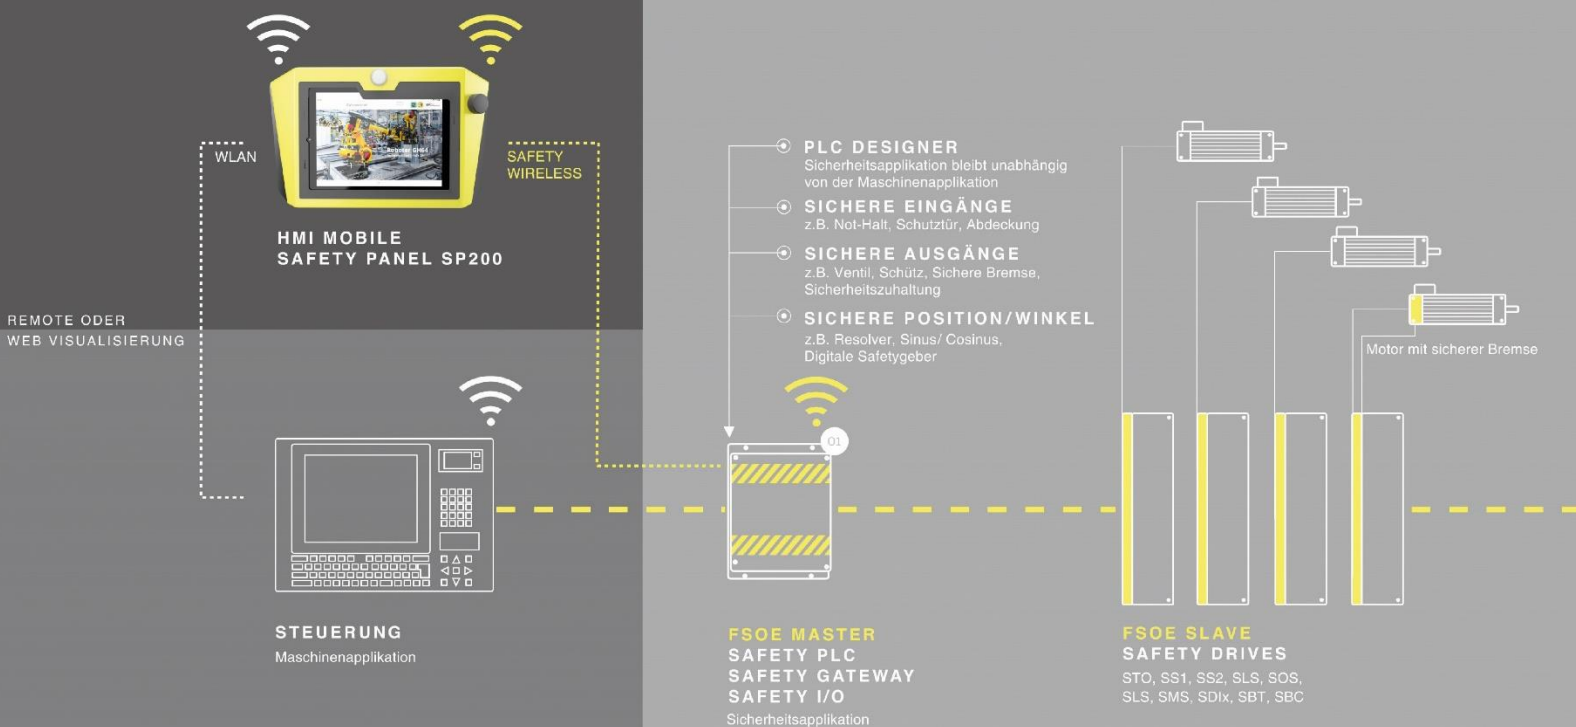 WLAN
SAFETY
WIRELESS
HMI MOBILE
SAFETY PANEL SP200
REMOTE ODER
WEB VISUALISIERUNG
STEUERUNG
Maschinenapplikation
PLC DESIGNER
Sicherheitsapplikation bleibt unabhängig
von der Maschinenapplikation
SICHERE EINGÄNGE
z.B. Not-Halt, Schutztür, Abdeckung
SICHERE AUSGÄNGE
z.B. Ventil, Schütz, Sichere Bremse,
Sicherheitszuhaltung
SICHERE POSITION/WINKEL
z.B. Resolver, Sinus/ Cosinus,
Digitale Safetygeber
01
FSOE MASTER
SAFETY PLC
SAFETY GATEWAY
SAFETY I/O
Sicherheitsapplikation
Motor mit sicherer Bremse
FSOE SLAVE
SAFETY DRIVES
STO, SS1, SS2, SLS, SOS,
SLS, SMS, SDIx, SBT, SBC